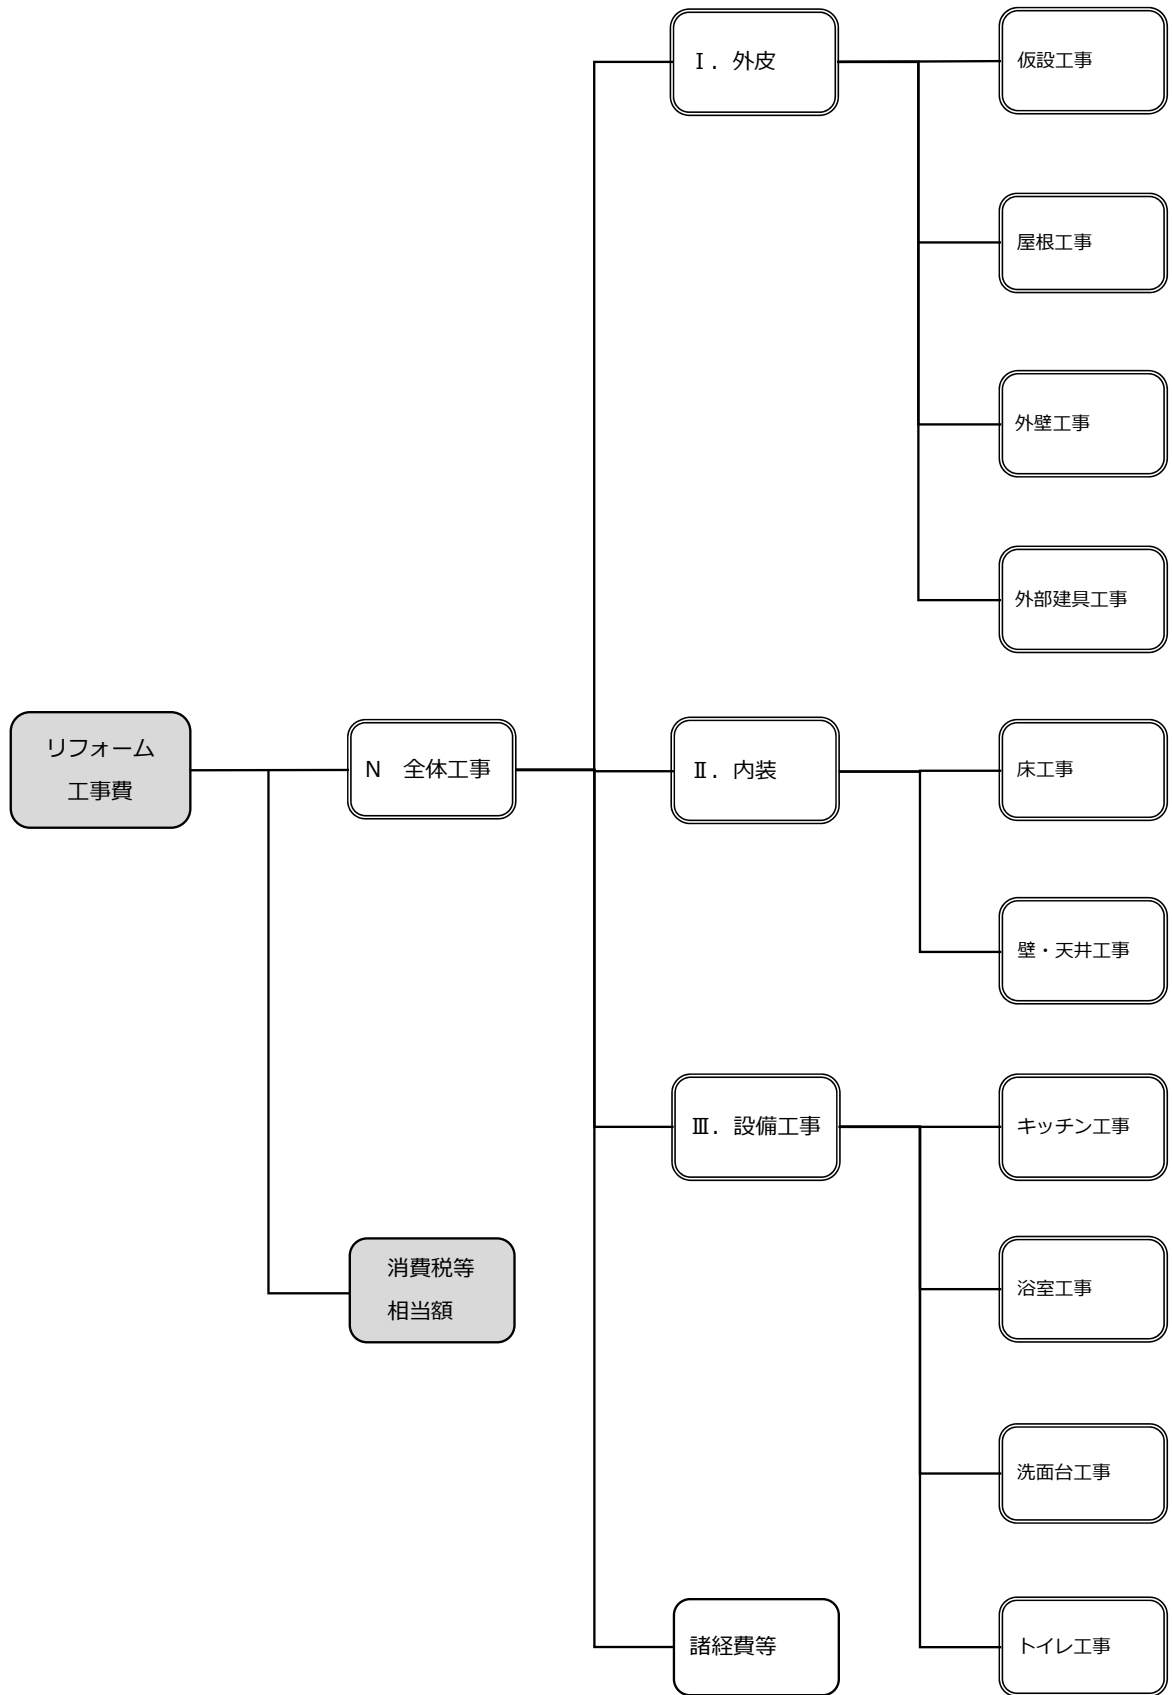 Ⅰ．外皮
仮設工事
屋根工事
外壁工事
外部建具工事
リフォーム
工事費
N　全体工事
Ⅱ．内装
床工事
壁・天井工事
Ⅲ．設備工事
キッチン工事
浴室工事
消費税等
相当額
洗面台工事
諸経費等
トイレ工事